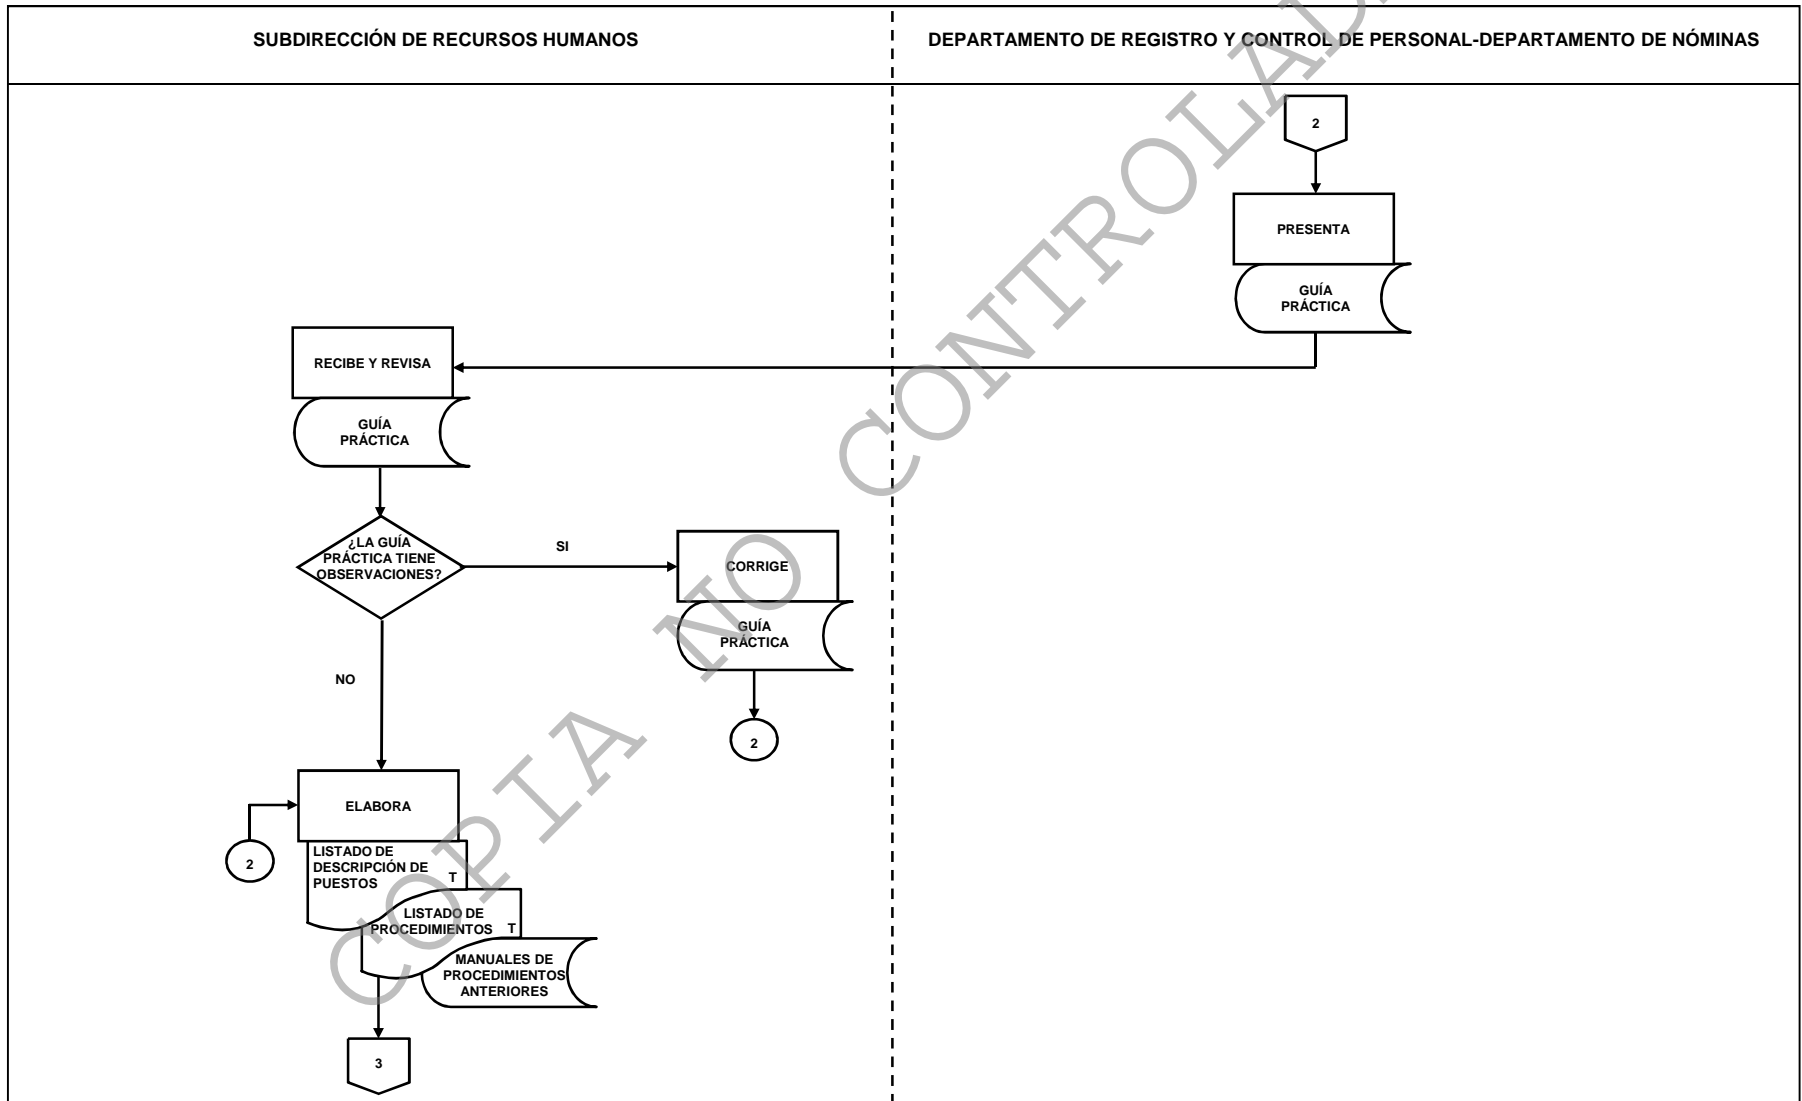 SUBDIRECCIÓN DE RECURSOS HUMANOS
DEPARTAMENTO DE REGISTRO Y CONTROL DE PERSONAL-DEPARTAMENTO DE NÓMINAS
2
PRESENTA
GUÍA
PRÁCTICA
RECIBE Y REVISA
GUÍA
PRÁCTICA
¿LA GUÍA
PRÁCTICA TIENE
OBSERVACIONES?
SI
CORRIGE
GUÍA
PRÁCTICA
2
NO
ELABORA
2
LISTADO DE
DESCRIPCIÓN DE
PUESTOS
T
LISTADO DE
PROCEDIMIENTOS
T
MANUALES DE
PROCEDIMIENTOS
ANTERIORES
3
COPIA NO CONTROLAD